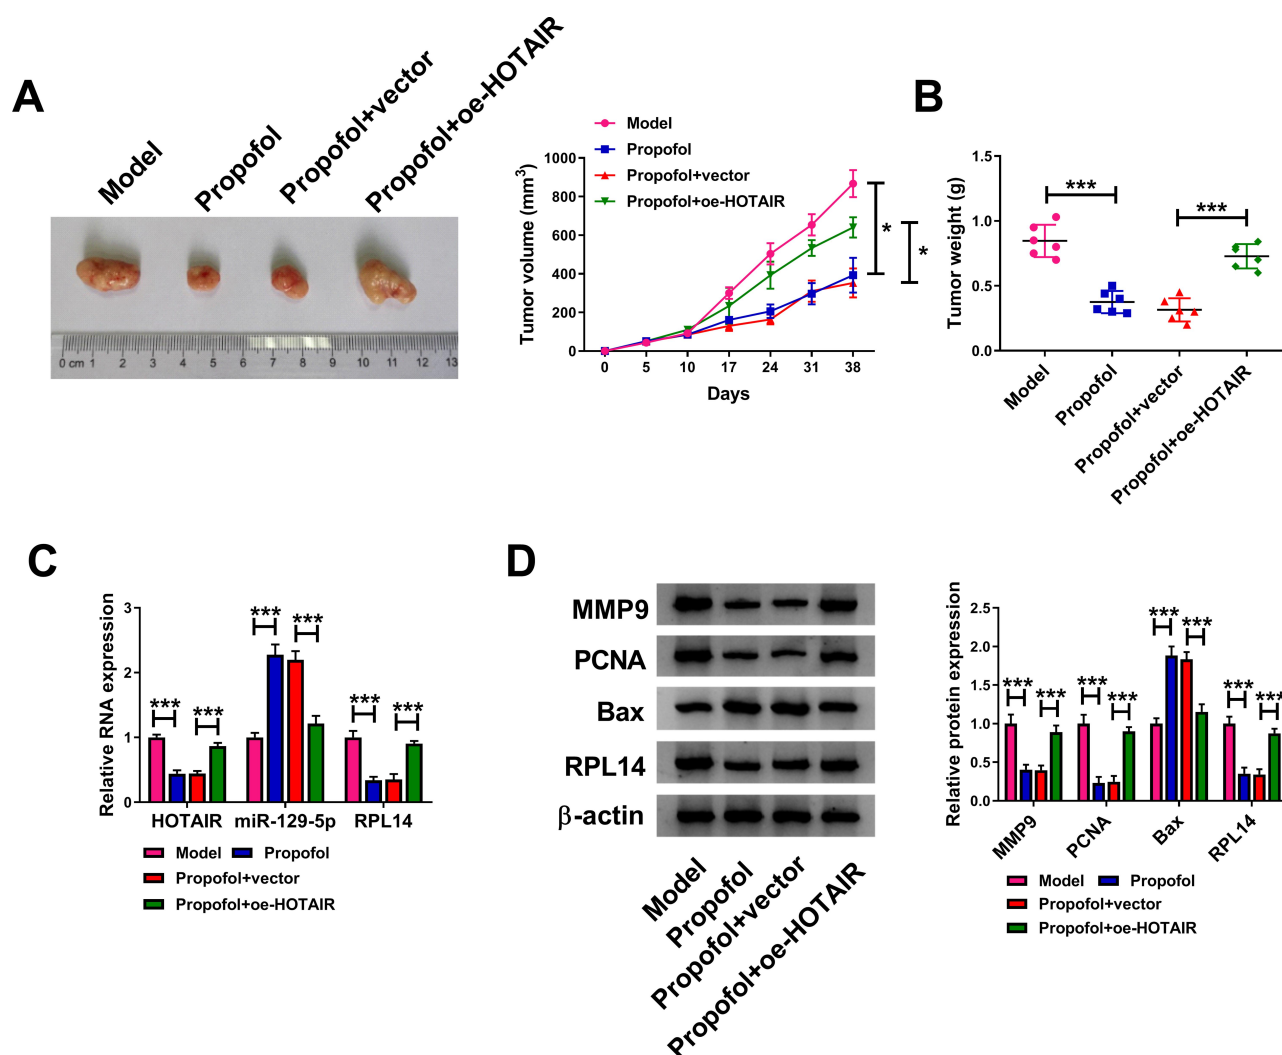 A
Model
Propofol
Propofol+vector
Propofol+oe-HOTAIR
0 cm 1 2 3 4 5 6 7 8 9 10 11 12 13
Model
Propofol
Propofol+vector
Propofol+oe-HOTAIR
Tumor volume (mm3)
1000
800
600
400
200
0
0 5 10 17 24 31 38
Days
*
*
B
Tumor weight (g)
1.5
1.0
0.5
0.0
***
***
Model
Propofol
Propofol+vector
Propofol+oe-HOTAIR
C
Relative RNA expression
3
2
1
0
*** *** *** *** *** ***
HOTAIR miR-129-5p RPL14
Model Propofol
Propofol+vector
Propofol+oe-HOTAIR
D
MMP9
PCNA
Bax
RPL14
β-actin
Model
Propofol
Propofol+vector
Propofol+oe-HOTAIR
Relative protein expression
2.5
2.0
1.5
1.0
0.5
0.0
*** *** *** *** *** *** *** ***
MMP9
PCNA
Bax
RPL14
Model Propofol
Propofol+vector
Propofol+oe-HOTAIR